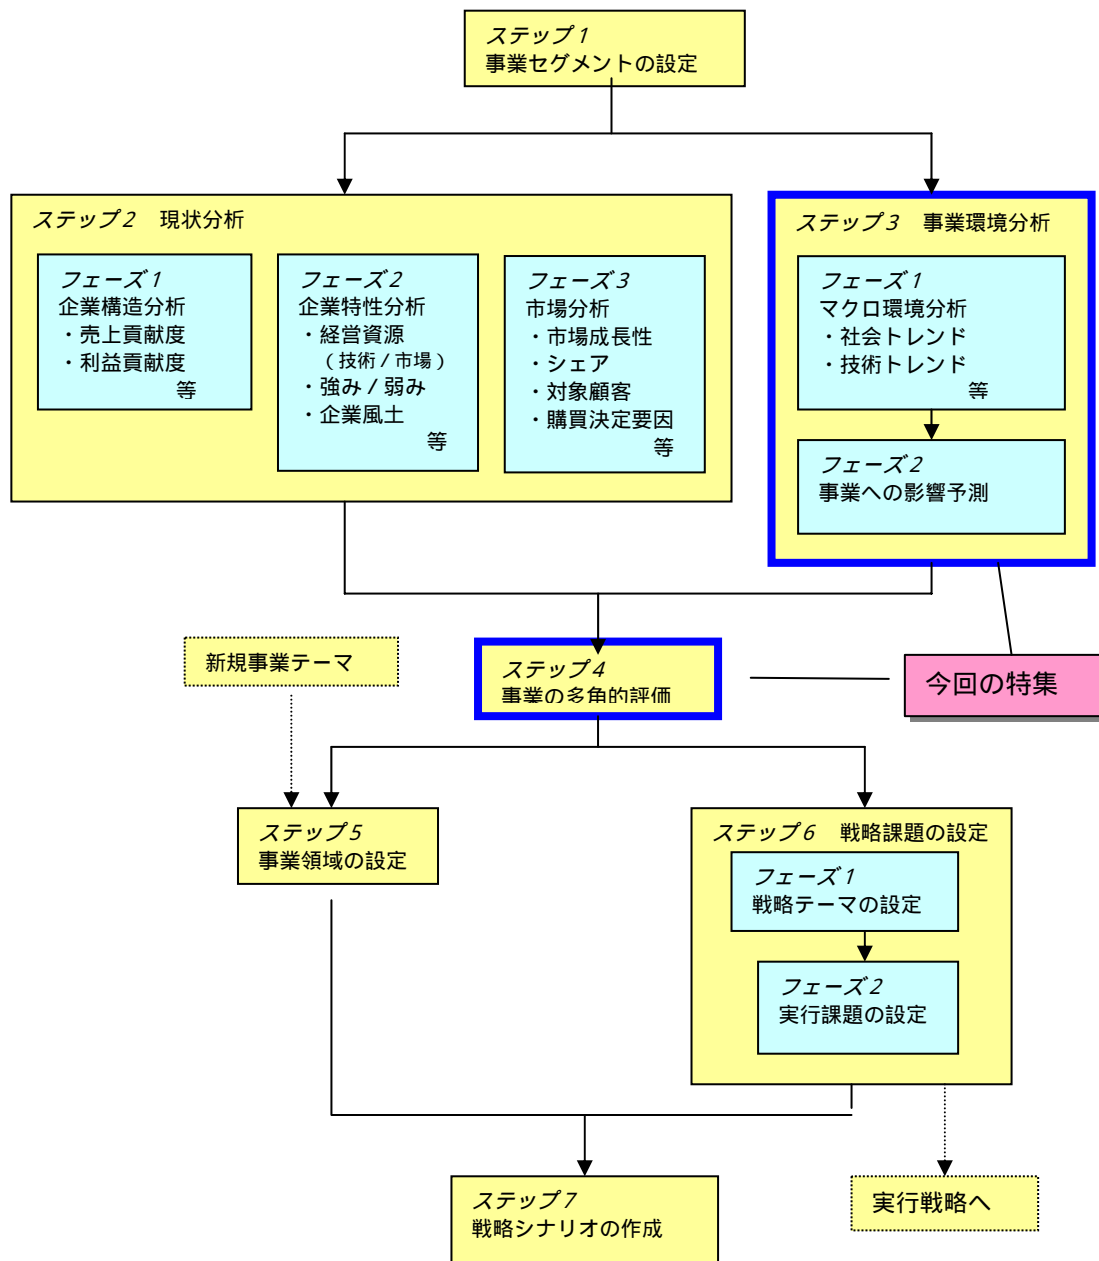 ステップ1
事業セグメントの設定
ステップ2　現状分析
フェーズ1
企業構造分析
・売上貢献度
・利益貢献度
等
フェーズ2
企業特性分析
・経営資源
（技術／市場）
・強み／弱み
・企業風土
等
フェーズ3
市場分析
・市場成長性
・シェア
・対象顧客
・購買決定要因
等
ステップ3　事業環境分析
フェーズ1
マクロ環境分析
・社会トレンド
・技術トレンド
等
フェーズ2
事業への影響予測
新規事業テーマ
ステップ4
事業の多角的評価
今回の特集
ステップ5
事業領域の設定
ステップ6　戦略課題の設定
フェーズ1
戦略テーマの設定
フェーズ2
実行課題の設定
ステップ7
戦略シナリオの作成
実行戦略へ